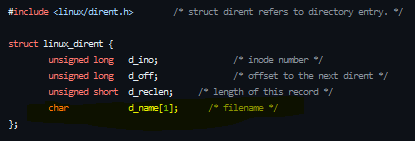 #include <linux/dirent.h> /* struct dirent refers to directory entry. */
struct linux_dirent {
unsigned long d_ino; /* inode number */
unsigned long d_off; /* offset to the next dirent */
unsigned short d_reclen; /* length of this record */
char d_name[1]; /* filename */
};